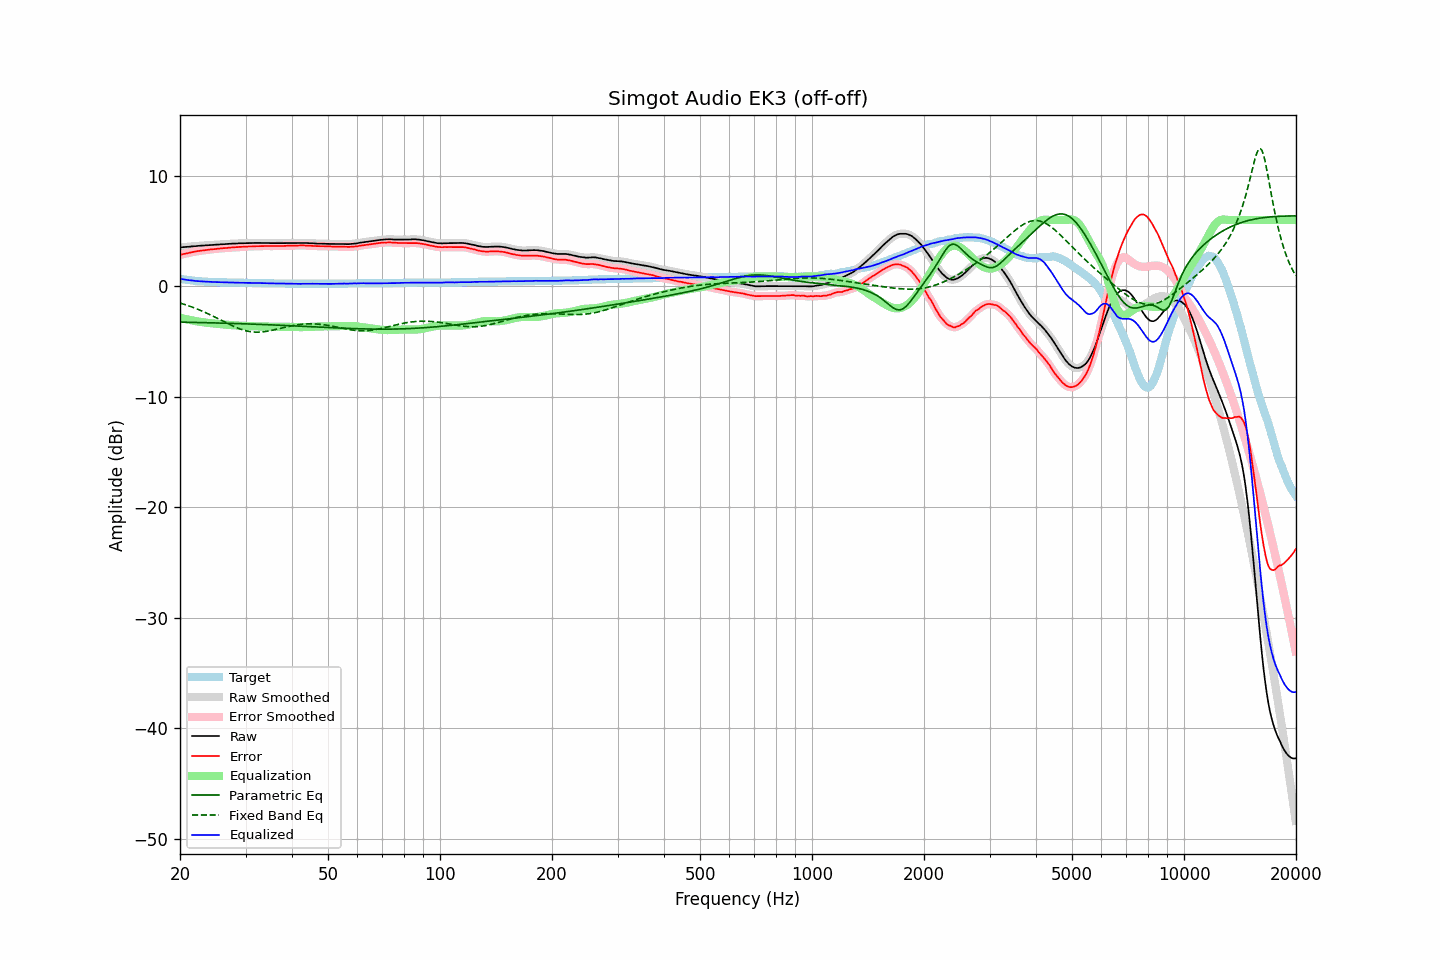 Simgot Audio EK3 (off-off)
10
0
−10
−20
−30
−40
−50
Amplitude (dBr)
Target
Raw Smoothed
Error Smoothed
Raw
Error
Equalization
Parametric Eq
Fixed Band Eq
Equalized
20 50 100 200 500 1000 2000 5000 10000 20000
Frequency (Hz)